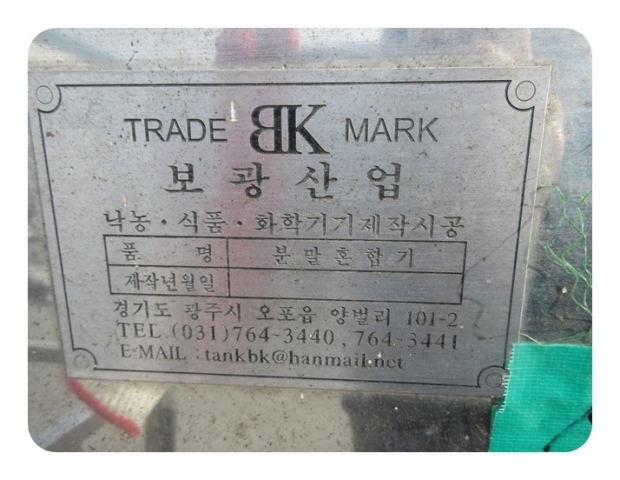 TRADE BK MARK
보광산업
낙농·식품·화학기기제작시공
품 명 분말혼합기
제작년월일
경기도 광주시 오포읍 양벌리 101-2
TEL.(031)764-3440, 764-3441
E-MAIL : tankbk@hanmail.net